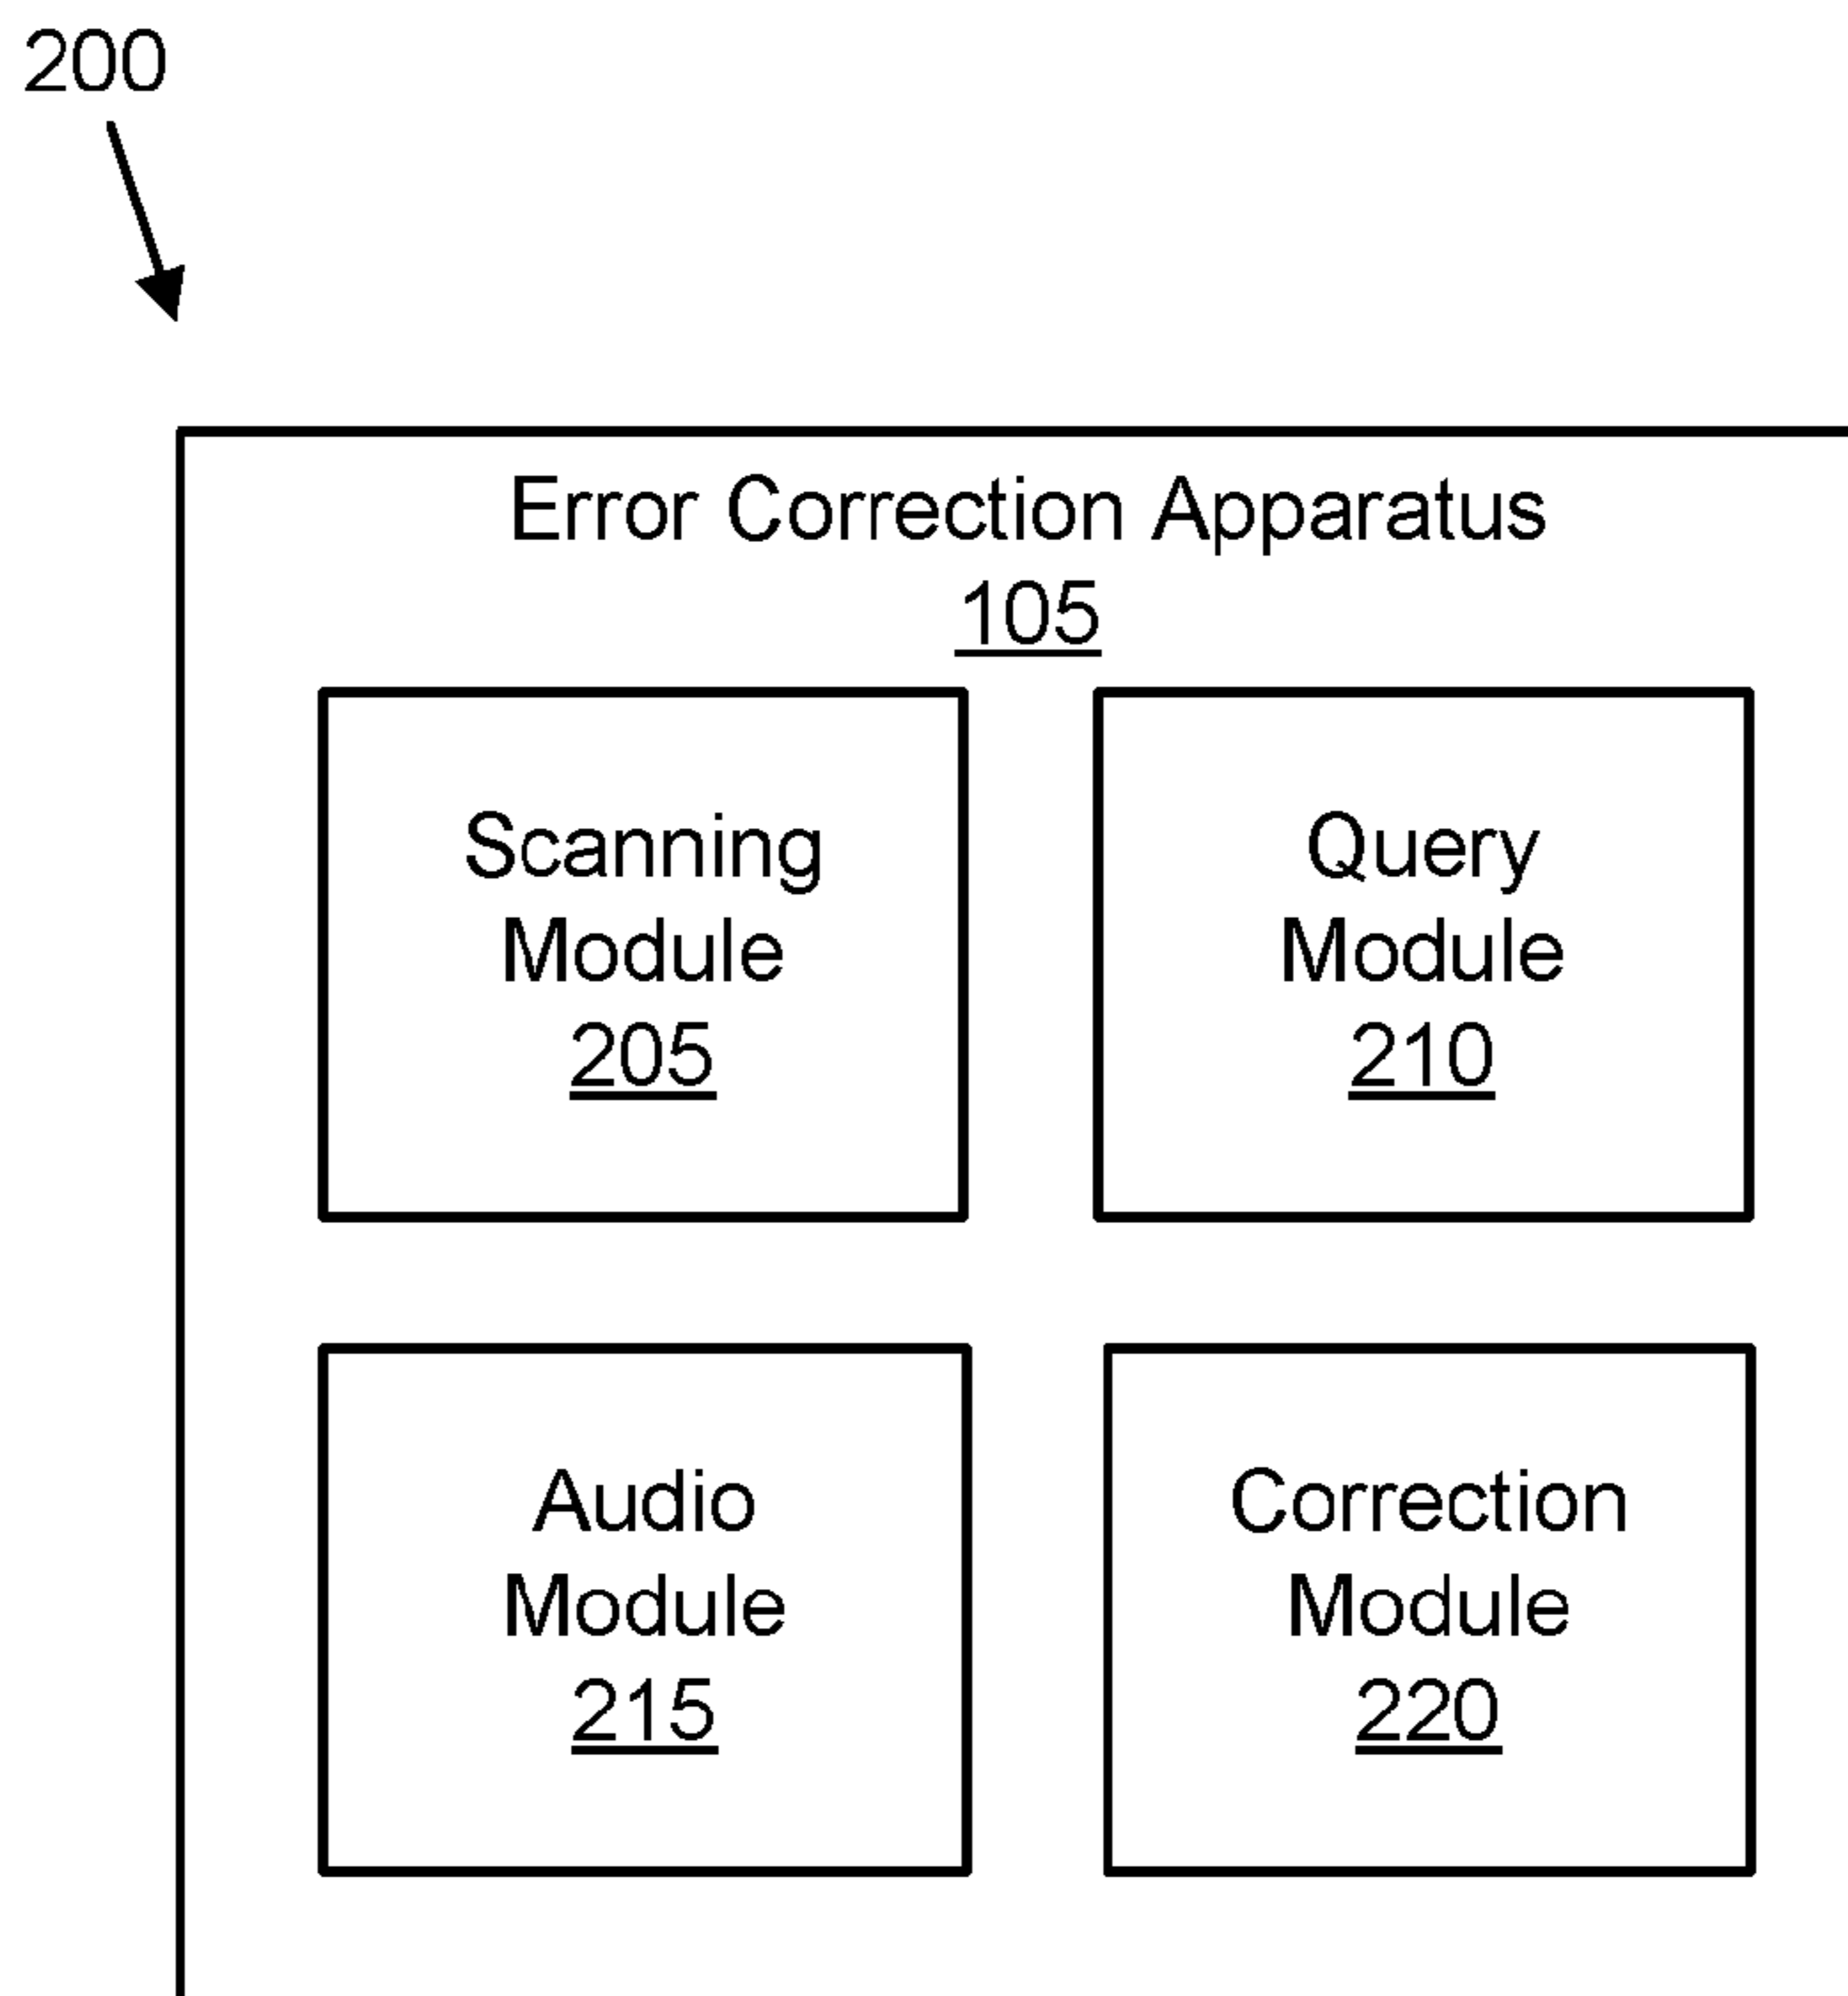 200
Error Correction Apparatus
105
Scanning
Module
205
Query
Module
210
Audio
Module
215
Correction
Module
220